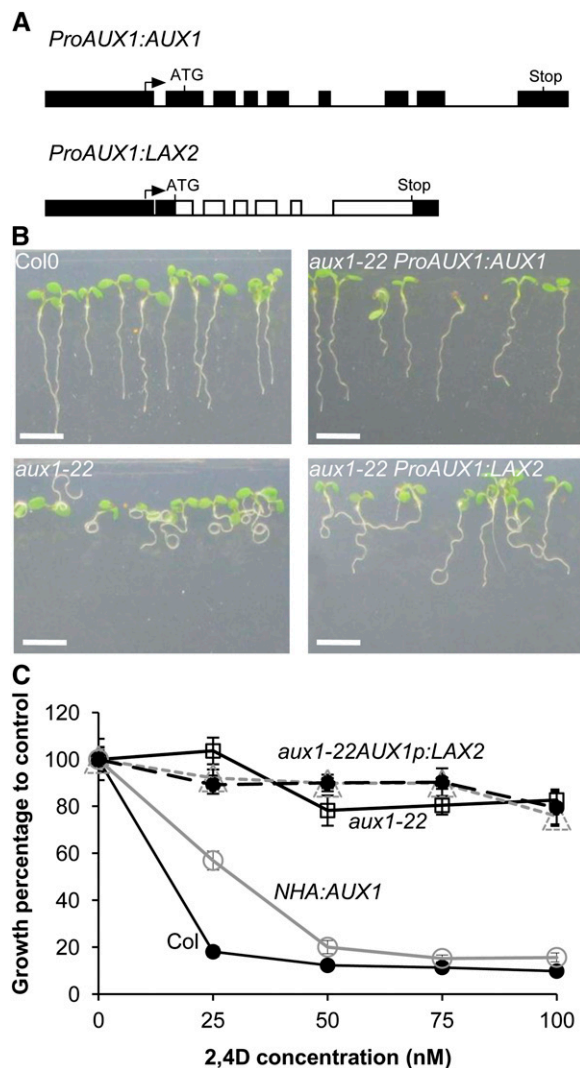 A
ProAUX1:AUX1
ATG
Stop
ProAUX1:LAX2
ATG
Stop
B
Col0
aux1-22 ProAUX1:AUX1
aux1-22
aux1-22 ProAUX1:LAX2
C
Growth percentage to control
120
100
80
60
40
20
0
aux1-22AUX1p:LAX2
aux1-22
NHA:AUX1
Col
0
25
50
75
100
2,4D concentration (nM)